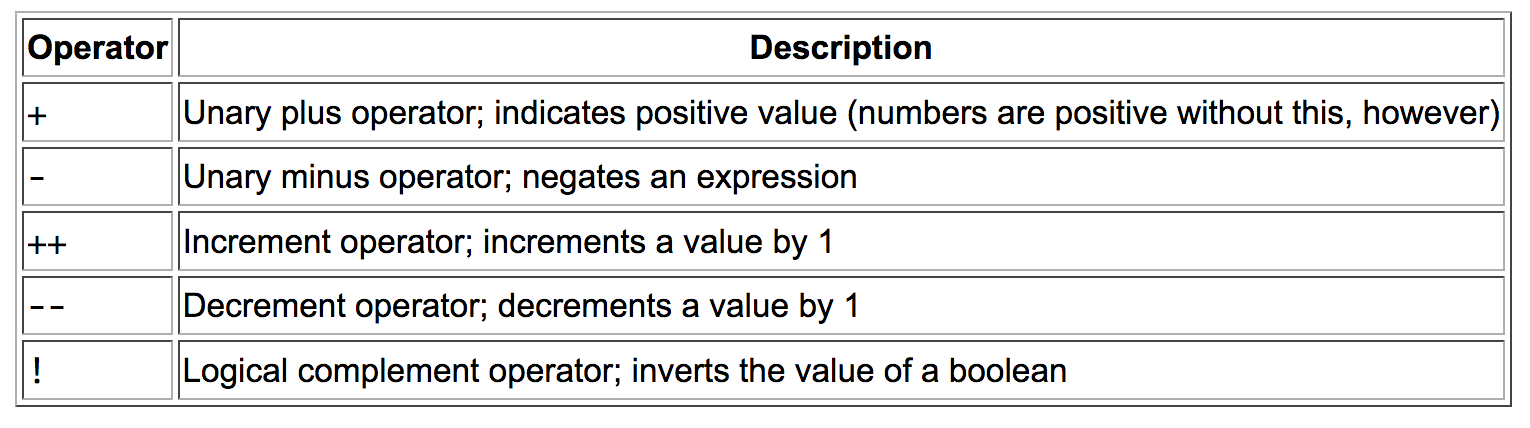 Operator Description
+ Unary plus operator; indicates positive value (numbers are positive without this, however)
- Unary minus operator; negates an expression
++ Increment operator; increments a value by 1
-- Decrement operator; decrements a value by 1
! Logical complement operator; inverts the value of a boolean